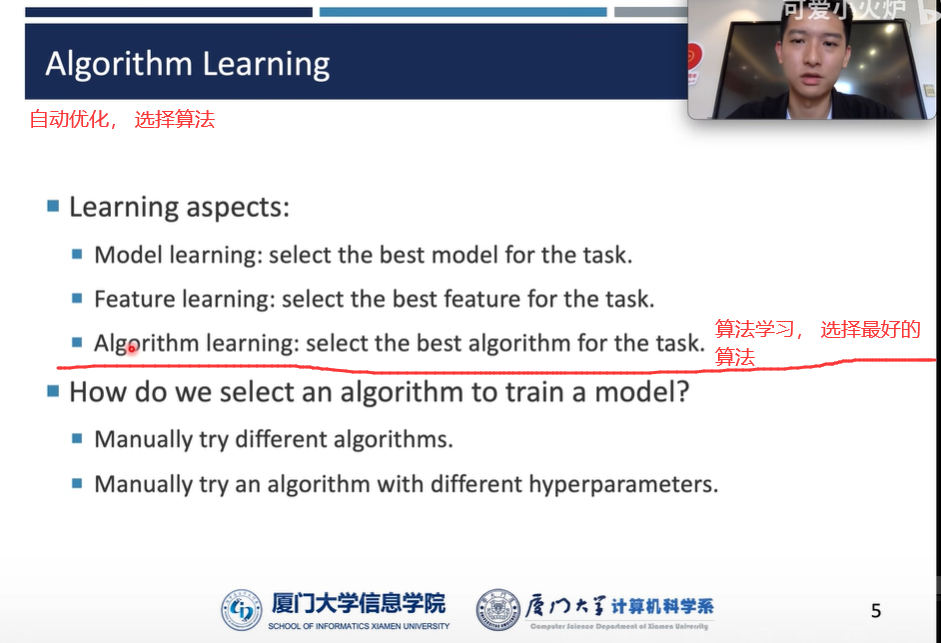 可爱小火炉
Algorithm Learning
自动优化， 选择算法
Learning aspects:
Model learning: select the best model for the task.
Feature learning: select the best feature for the task.
Algorithm learning: select the best algorithm for the task.
算法学习， 选择最好的
算法
How do we select an algorithm to train a model?
Manually try different algorithms.
Manually try an algorithm with different hyperparameters.
厦门大学信息学院
SCHOOL OF INFORMATICS XIAMEN UNIVERSITY
厦门大学计算机科学系
Computer Science Department of Xiamen University
5